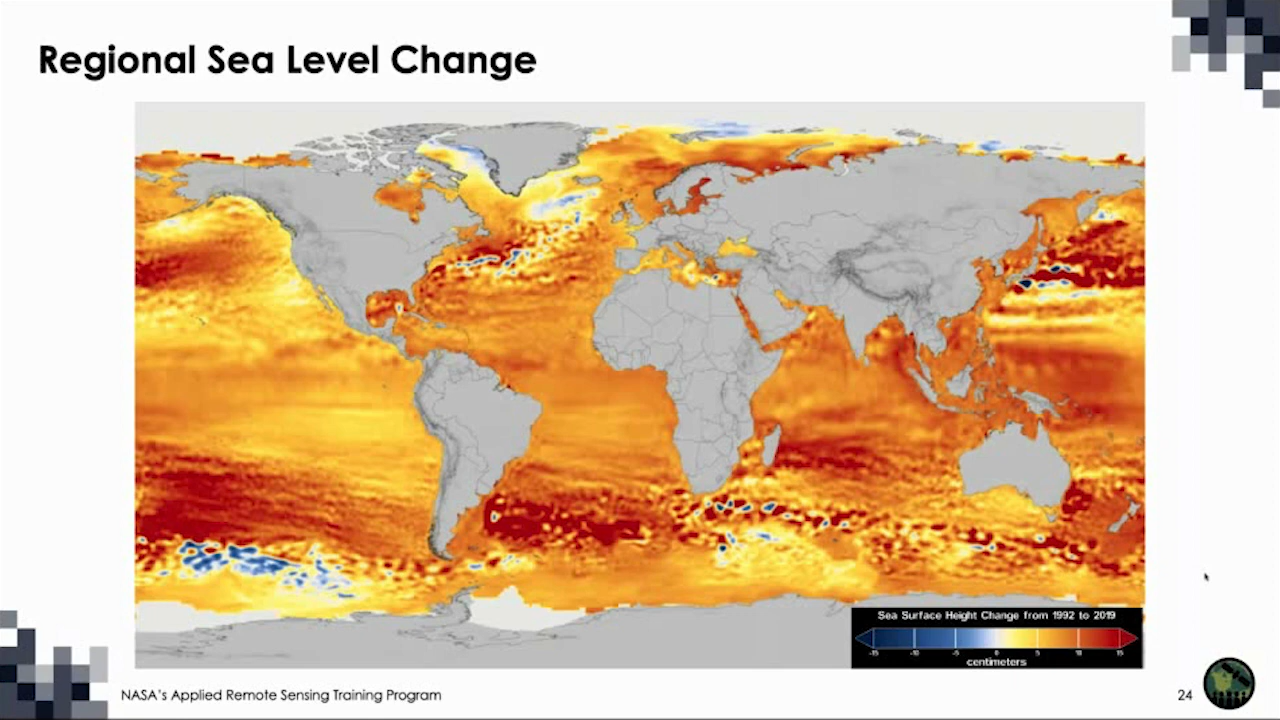 Regional Sea Level Change
Sea Surface Height Change from 1992 to 2019
-15 -10 -5 0 5 10 15
centimeters
NASA's Applied Remote Sensing Training Program
24